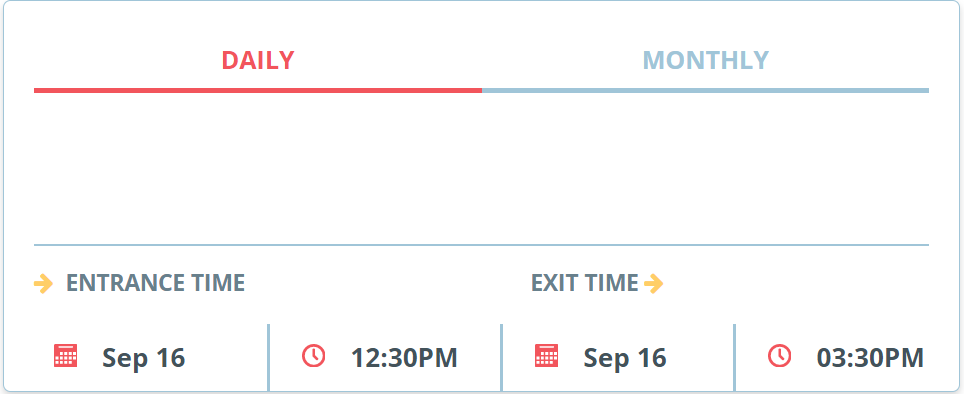 DAILY MONTHLY
ENTRANCE TIME EXIT TIME
Sep 16 12:30PM Sep 16 03:30PM